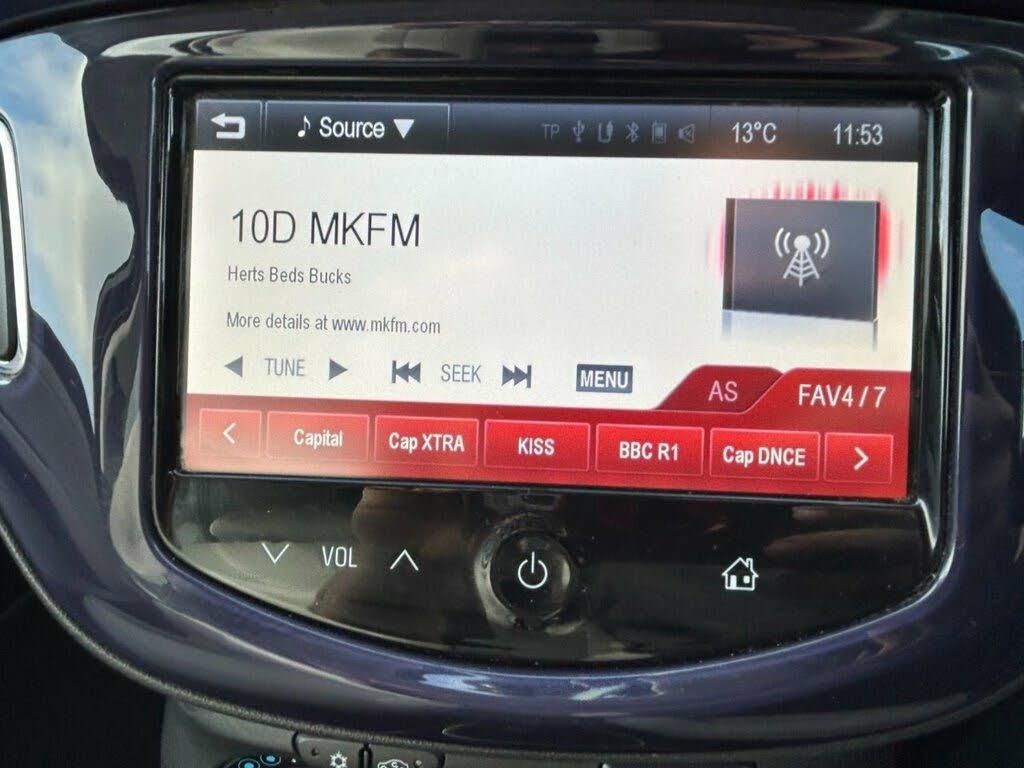 Source TP 13°C 11:53
10D MKFM
Herts Beds Bucks
More details at www.mkfm.com
TUNE SEEK MENU AS FAV4 / 7
Capital Cap XTRA KISS BBC R1 Cap DNCE
VOL